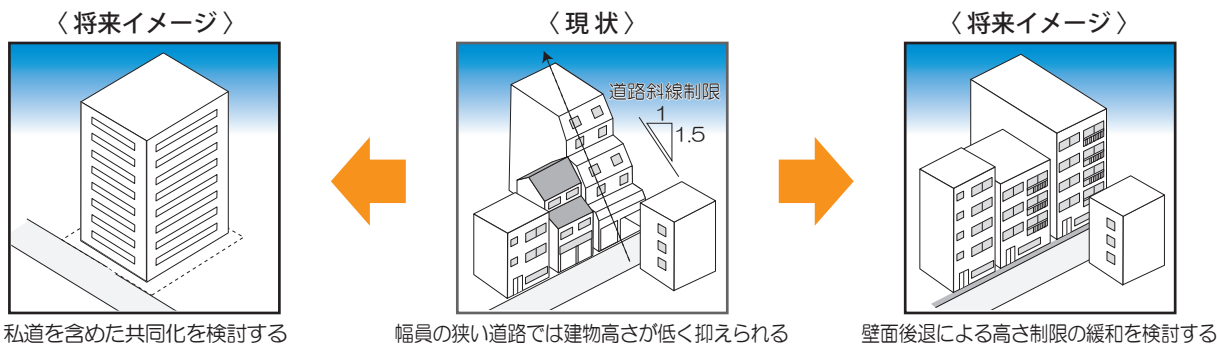 〈 将来イメージ 〉
〈 現 状 〉
〈 将来イメージ 〉
道路斜線制限
1
1.5
私道を含めた共同化を検討する
幅員の狭い道路では建物高さが低く抑えられる
壁面後退による高さ制限の緩和を検討する